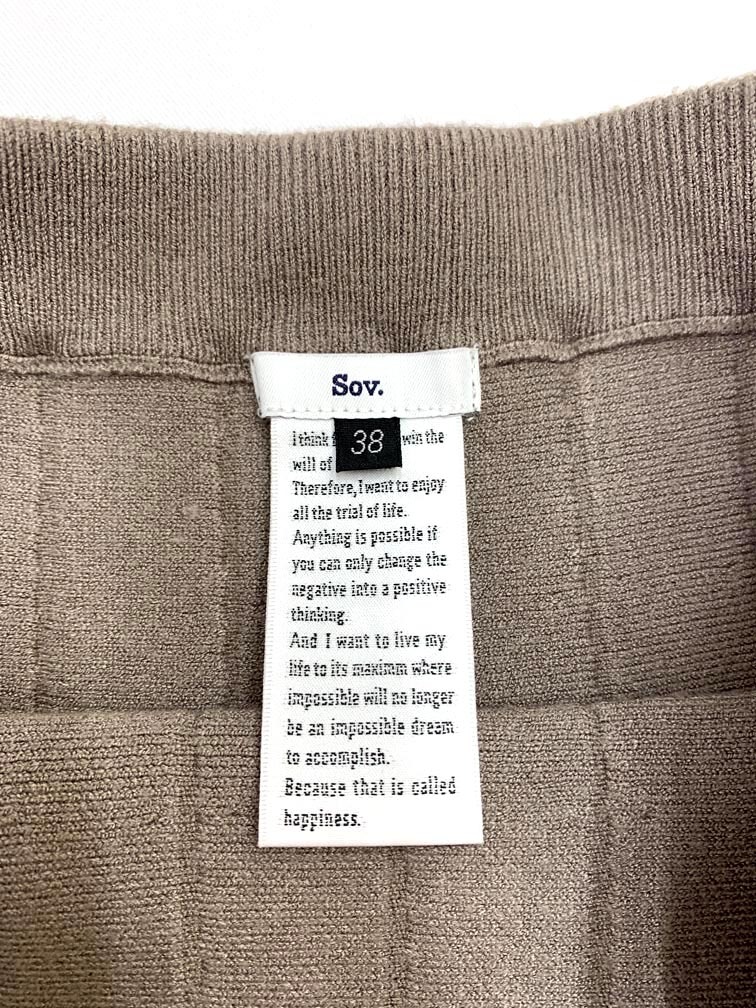 Sov.
38
I think win the
will of
Therefore, I want to enjoy
all the trial of life.
Anything is possible if
you can only change the
negative into a positive
thinking.
And I want to live my
life to its maximm where
impossible will no longer
be an impossible dream
to accomplish.
Because that is called
happiness.